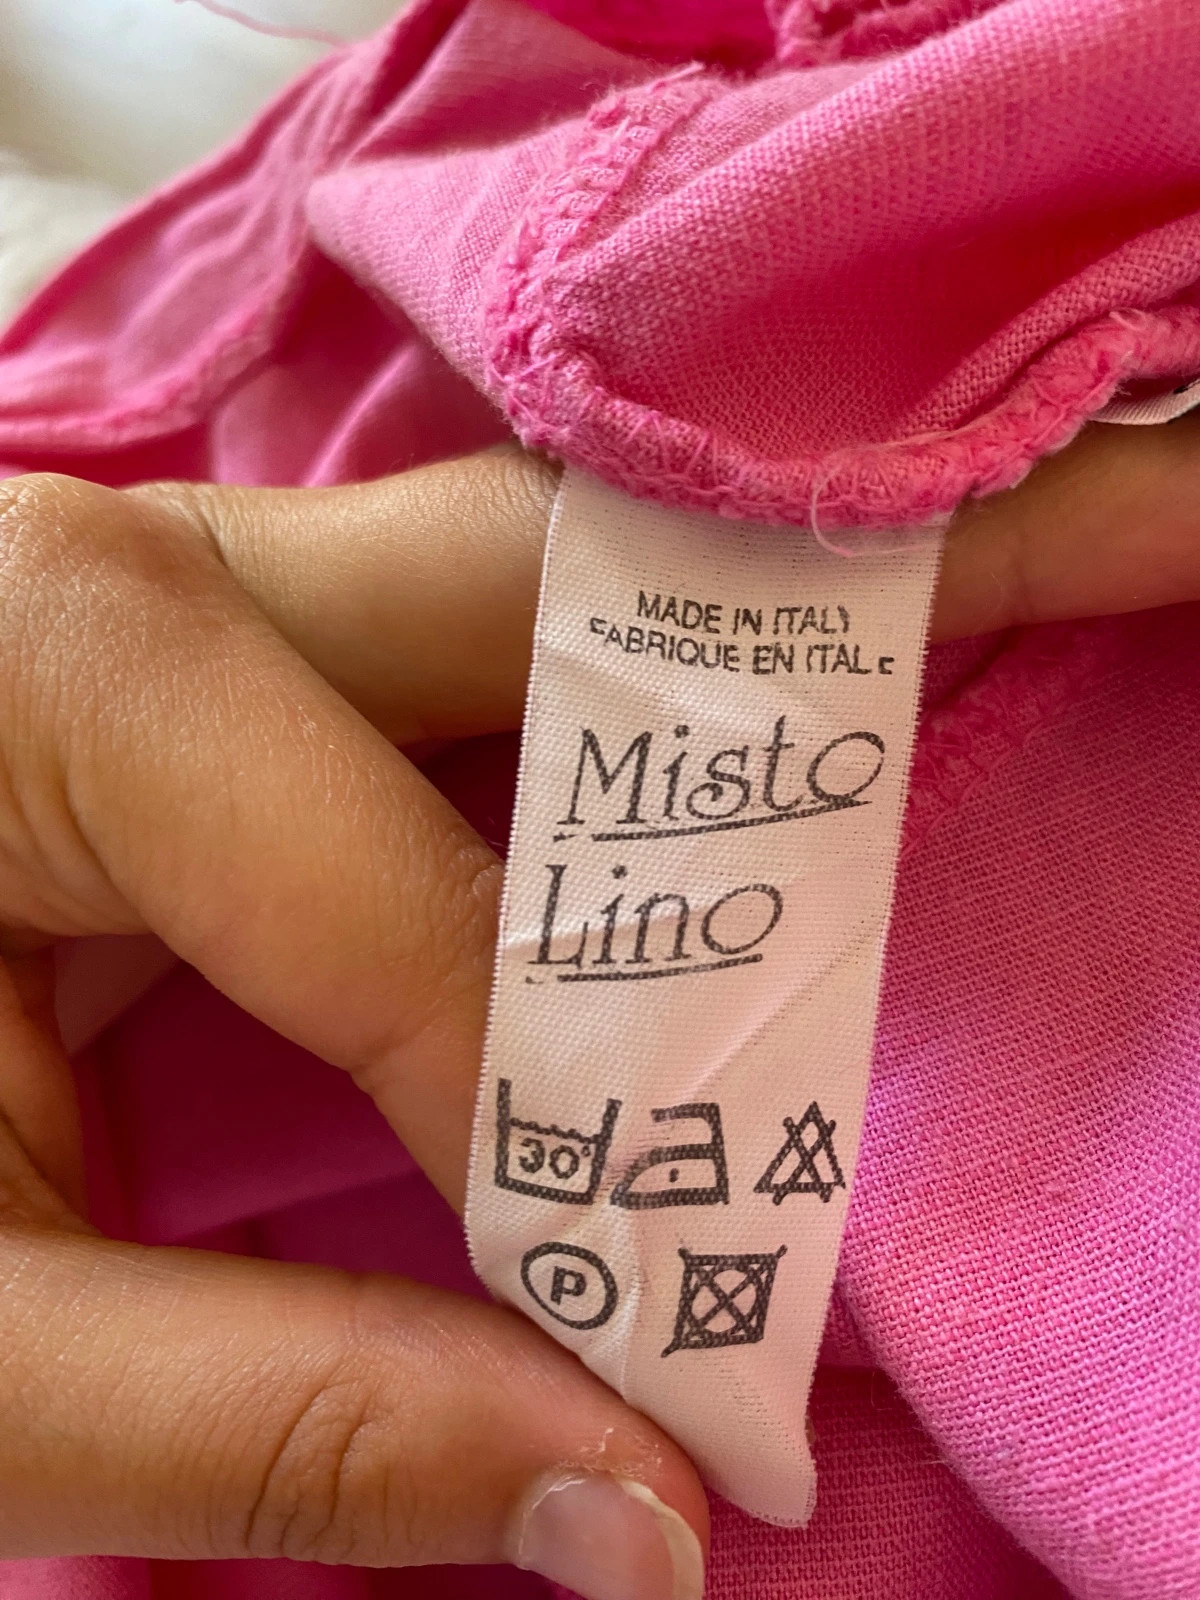 MADE IN ITALY
FABRIQUE EN ITALIE
Misto
Lino
30°
P